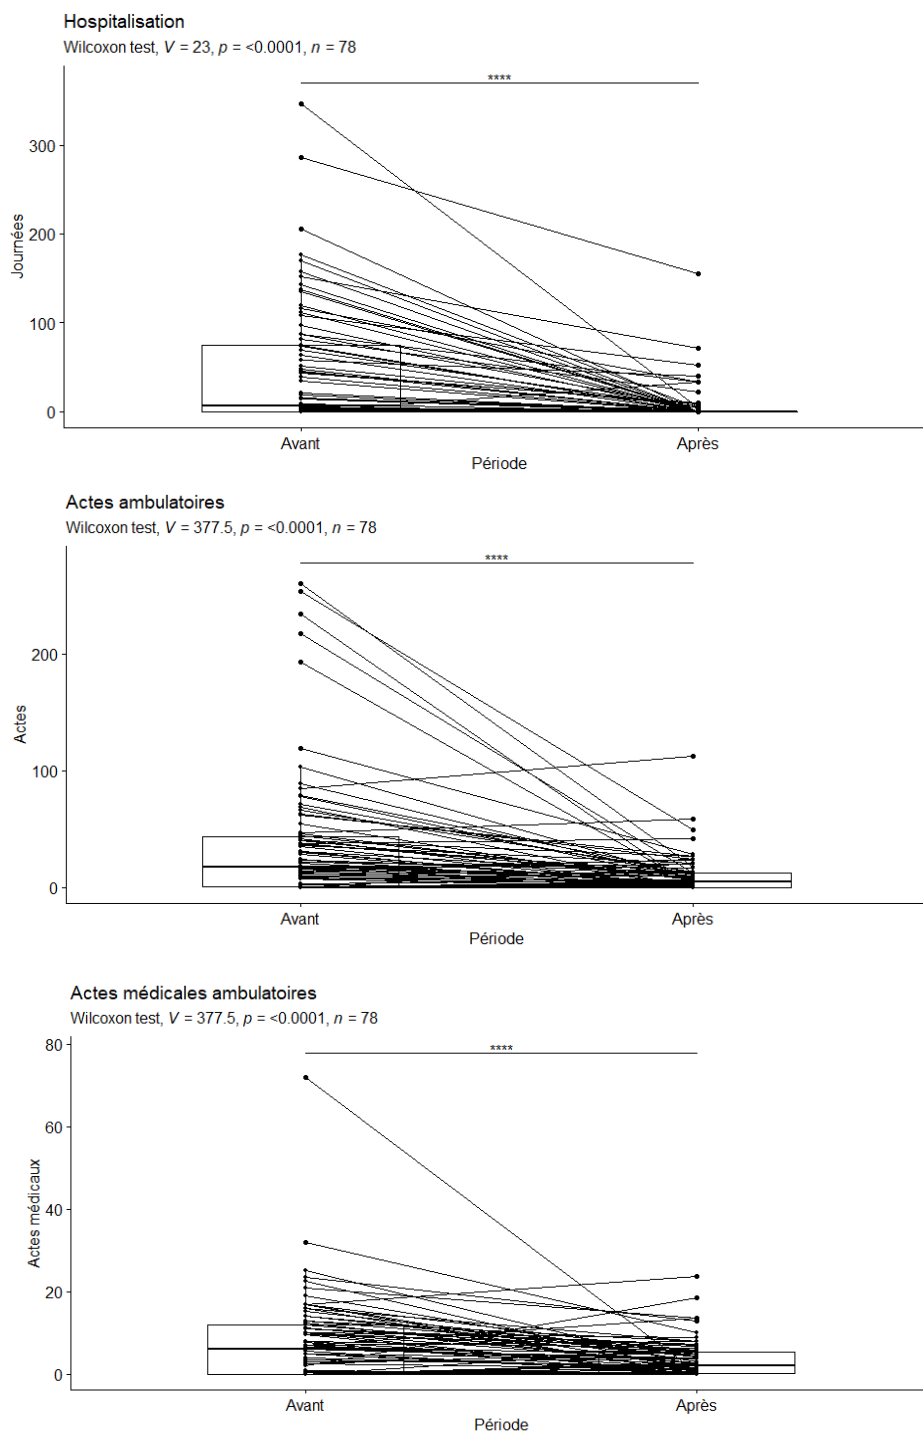 Hospitalisation
Wilcoxon test, V = 23, p = <0.0001, n = 78
****
300
200
100
0
Journées
Avant
Après
Période
Actes ambulatoires
Wilcoxon test, V = 377.5, p = <0.0001, n = 78
****
200
100
0
Actes
Avant
Après
Période
Actes médicales ambulatoires
Wilcoxon test, V = 377.5, p = <0.0001, n = 78
****
80
60
40
20
0
Actes médicaux
Avant
Après
Période